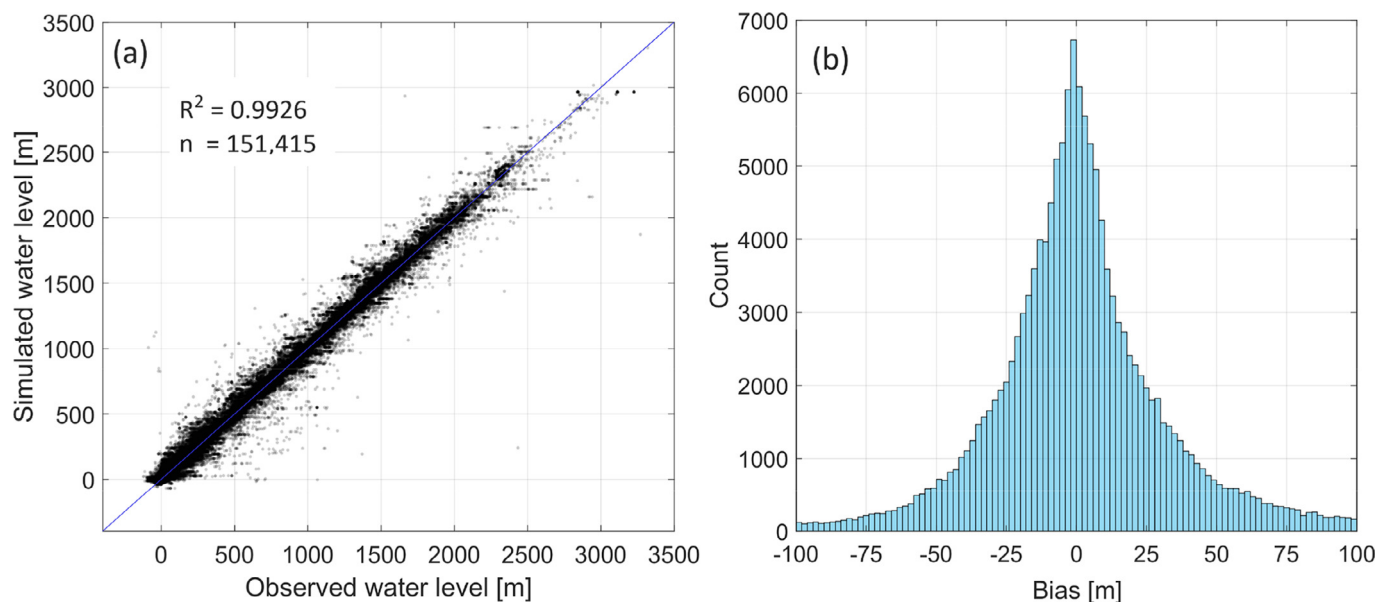 (a)
R² = 0.9926
n = 151,415
Simulated water level [m]
3500
3000
2500
2000
1500
1000
500
0
0 500 1000 1500 2000 2500 3000 3500
Observed water level [m]
(b)
Count
7000
6000
5000
4000
3000
2000
1000
0
-100 -75 -50 -25 0 25 50 75 100
Bias [m]